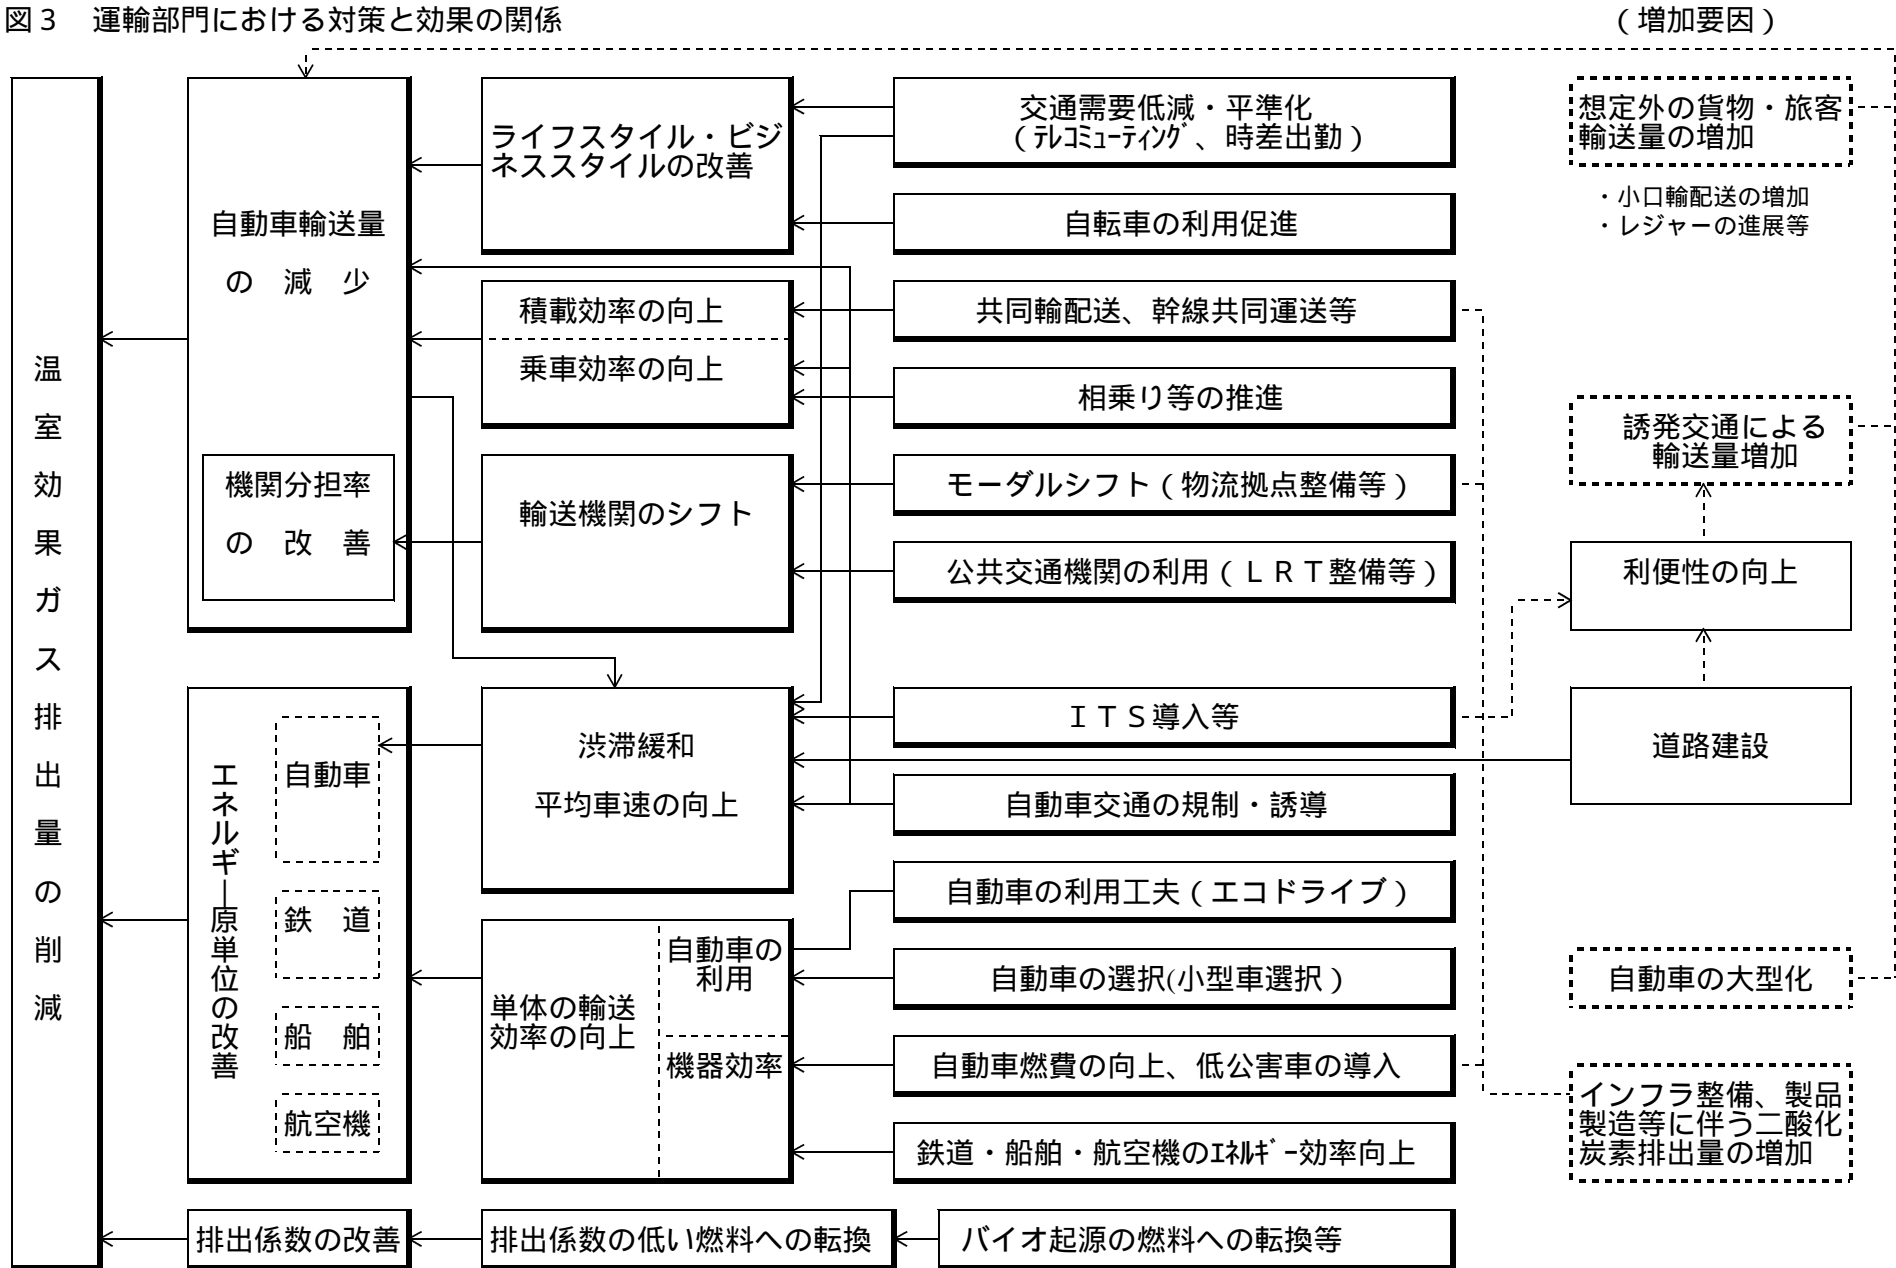 図３　運輸部門における対策と効果の関係
（増加要因）
温室効果ガス排出量の削減
自動車輸送量
の　減　少
機関分担率
の　改　善
エネルギー原単位の改善
自動車
鉄　道
船　舶
航空機
排出係数の改善
ライフスタイル・ビジ
ネススタイルの改善
積載効率の向上
乗車効率の向上
輸送機関のシフト
渋滞緩和
平均車速の向上
単体の輸送
効率の向上
自動車の
利用
機器効率
排出係数の低い燃料への転換
交通需要低減・平準化
（ﾃﾚｺﾐｭｰﾃｨﾝｸﾞ、時差出勤）
自転車の利用促進
共同輸配送、幹線共同運送等
相乗り等の推進
モーダルシフト（物流拠点整備等）
公共交通機関の利用（ＬＲＴ整備等）
ＩＴＳ導入等
自動車交通の規制・誘導
自動車の利用工夫（エコドライブ）
自動車の選択(小型車選択）
自動車燃費の向上、低公害車の導入
鉄道・船舶・航空機のｴﾈﾙｷﾞｰ効率向上
バイオ起源の燃料への転換等
想定外の貨物・旅客
輸送量の増加
・小口輸配送の増加
・レジャーの進展等
誘発交通による
輸送量増加
利便性の向上
道路建設
自動車の大型化
インフラ整備、製品
製造等に伴う二酸化
炭素排出量の増加